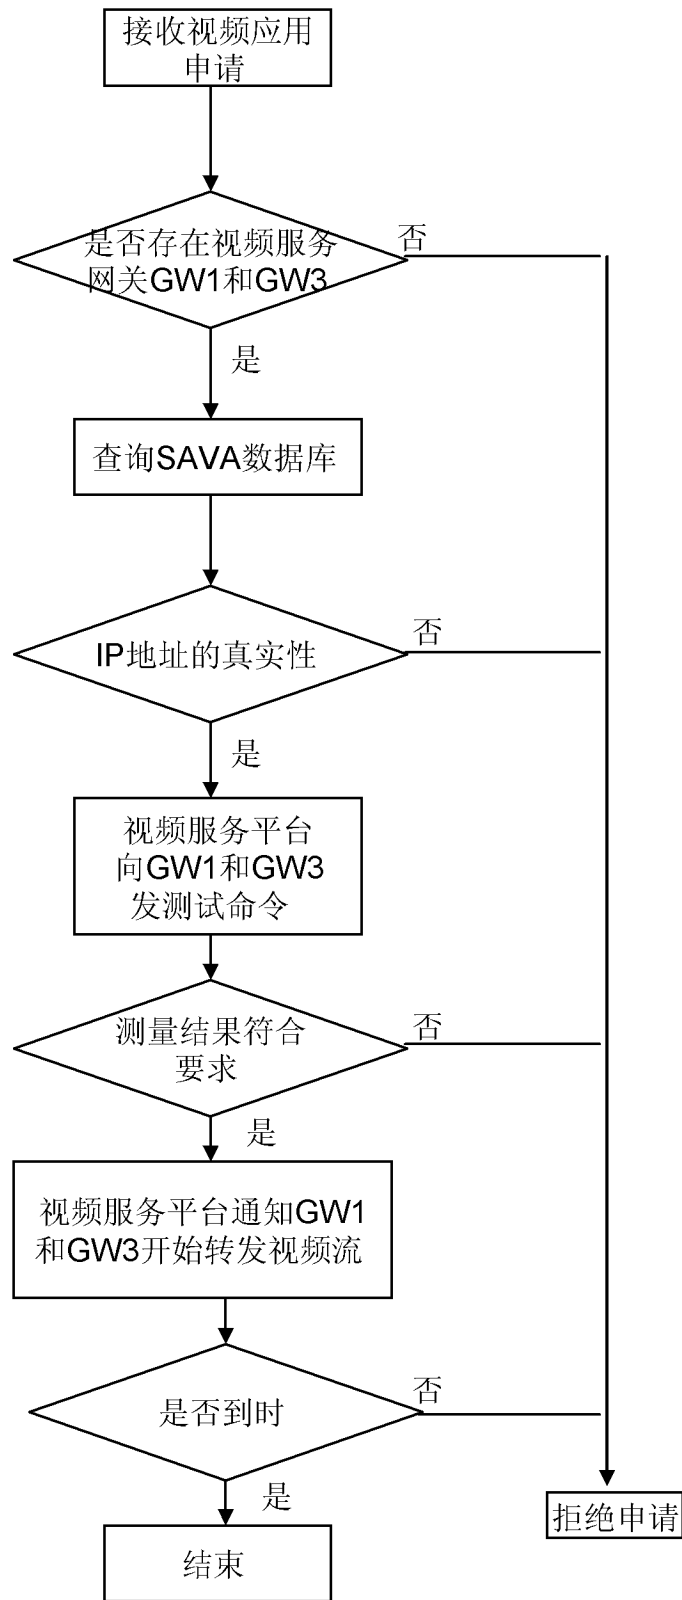 接收视频应用
申请
是否存在视频服务
网关GW1和GW3
否
是
查询SAVA数据库
IP地址的真实性
否
是
视频服务平台
向GW1和GW3
发测试命令
测量结果符合
要求
否
是
视频服务平台通知GW1
和GW3开始转发视频流
是否到时
否
是
拒绝申请
结束